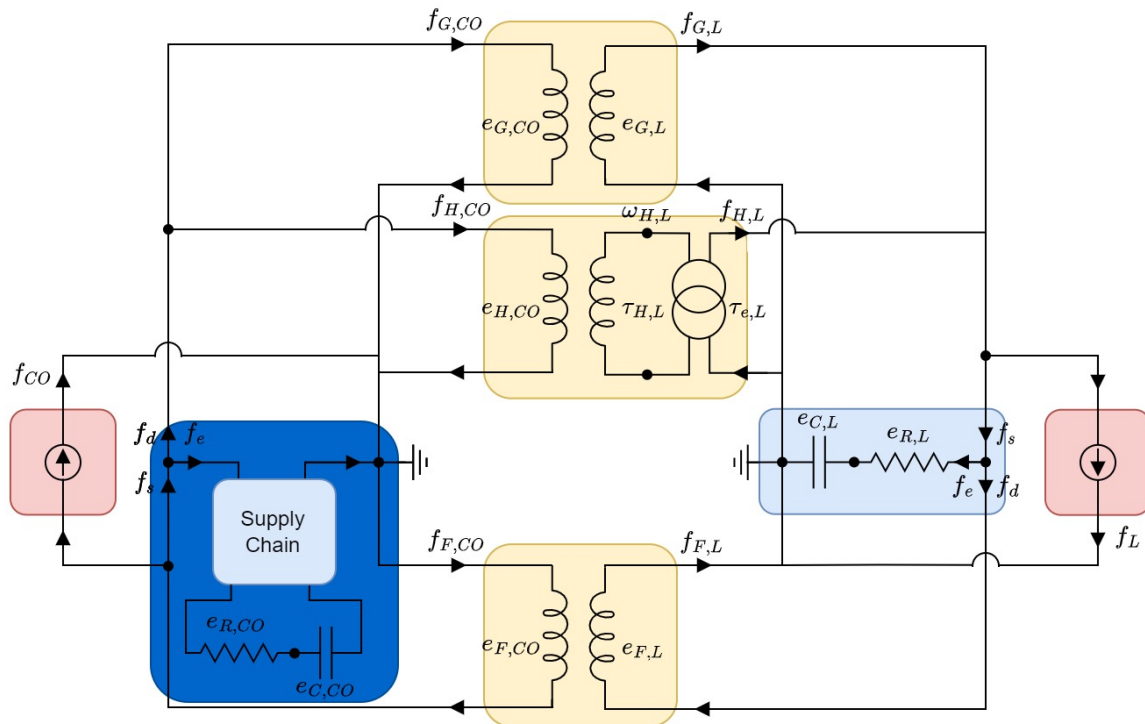 f_{G,CO}
f_{G,L}
e_{G,CO}
e_{G,L}
f_{H,CO}
ω_{H,L}
f_{H,L}
e_{H,CO}
τ_{H,L}
τ_{e,L}
f_{CO}
f_d
f_e
f_s
Supply
Chain
e_{R,CO}
e_{C,CO}
e_{C,L}
e_{R,L}
f_s
f_e
f_d
f_L
f_{F,CO}
f_{F,L}
e_{F,CO}
e_{F,L}